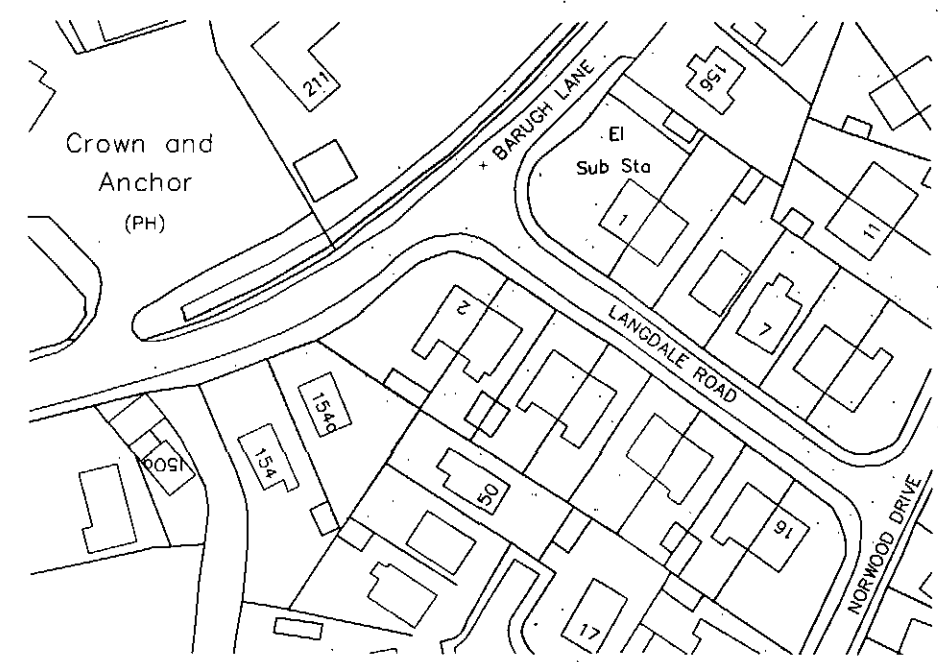 211
156
BARUGH LANE
Crown and
Anchor
(PH)
El
Sub Sta
1
11
2
LANGDALE ROAD
7
154a
154
150a
50
16
NORWOOD DRIVE
17